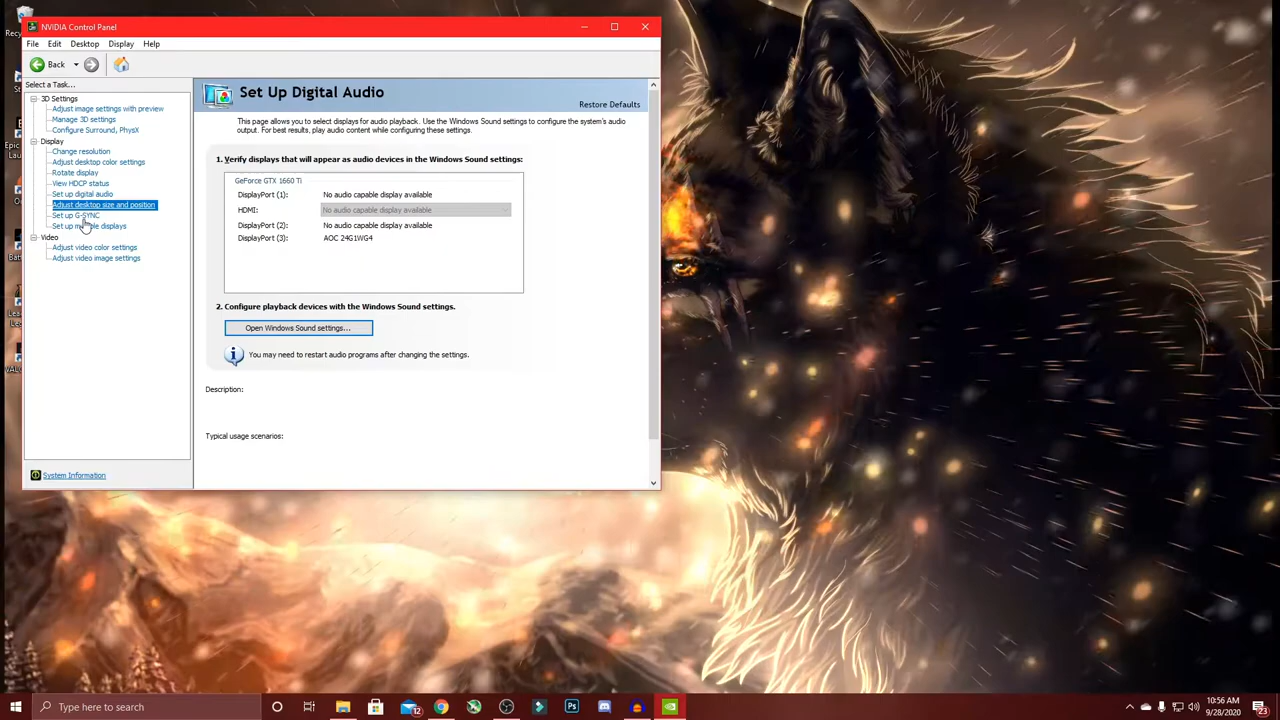 NVIDIA Control Panel
File Edit Desktop Display Help
Back
Select a Task...
3D Settings
Adjust image settings with preview
Manage 3D settings
Configure Surround, PhysX
Display
Change resolution
Adjust desktop color settings
Rotate display
View HDCP status
Set up digital audio
Adjust desktop size and position
Set up G-SYNC
Set up multiple displays
Video
Adjust video color settings
Adjust video image settings
System Information
Set Up Digital Audio
Restore Defaults
This page allows you to select displays for audio playback. Use the Windows Sound settings to configure the system's audio
output. For best results, play audio content while configuring these settings.
1. Verify displays that will appear as audio devices in the Windows Sound settings:
GeForce GTX 1660 Ti
DisplayPort (1): No audio capable display available
HDMI: No audio capable display available
DisplayPort (2): No audio capable display available
DisplayPort (3): AOC 24G1WG4
2. Configure playback devices with the Windows Sound settings.
Open Windows Sound settings...
You may need to restart audio programs after changing the settings.
Description:
Typical usage scenarios:
Type here to search
12
Ps
10:56 AM
9/28/2020
23